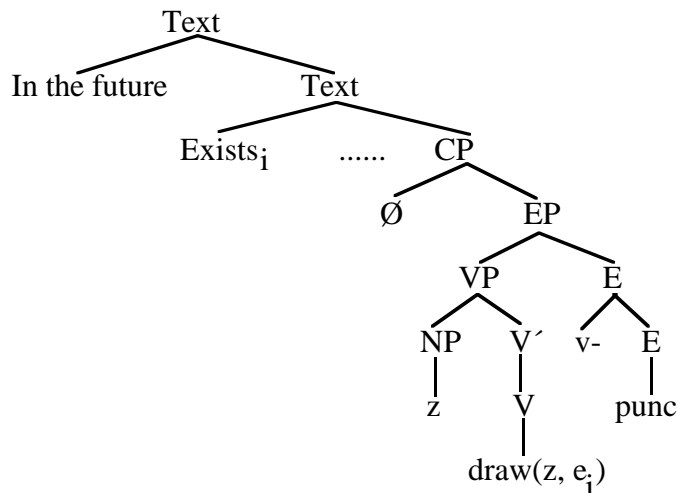 Text
In the future Text
Exists i ...... CP
Ø EP
VP E
NP V´ v- E
z V punc
draw(z, e i)